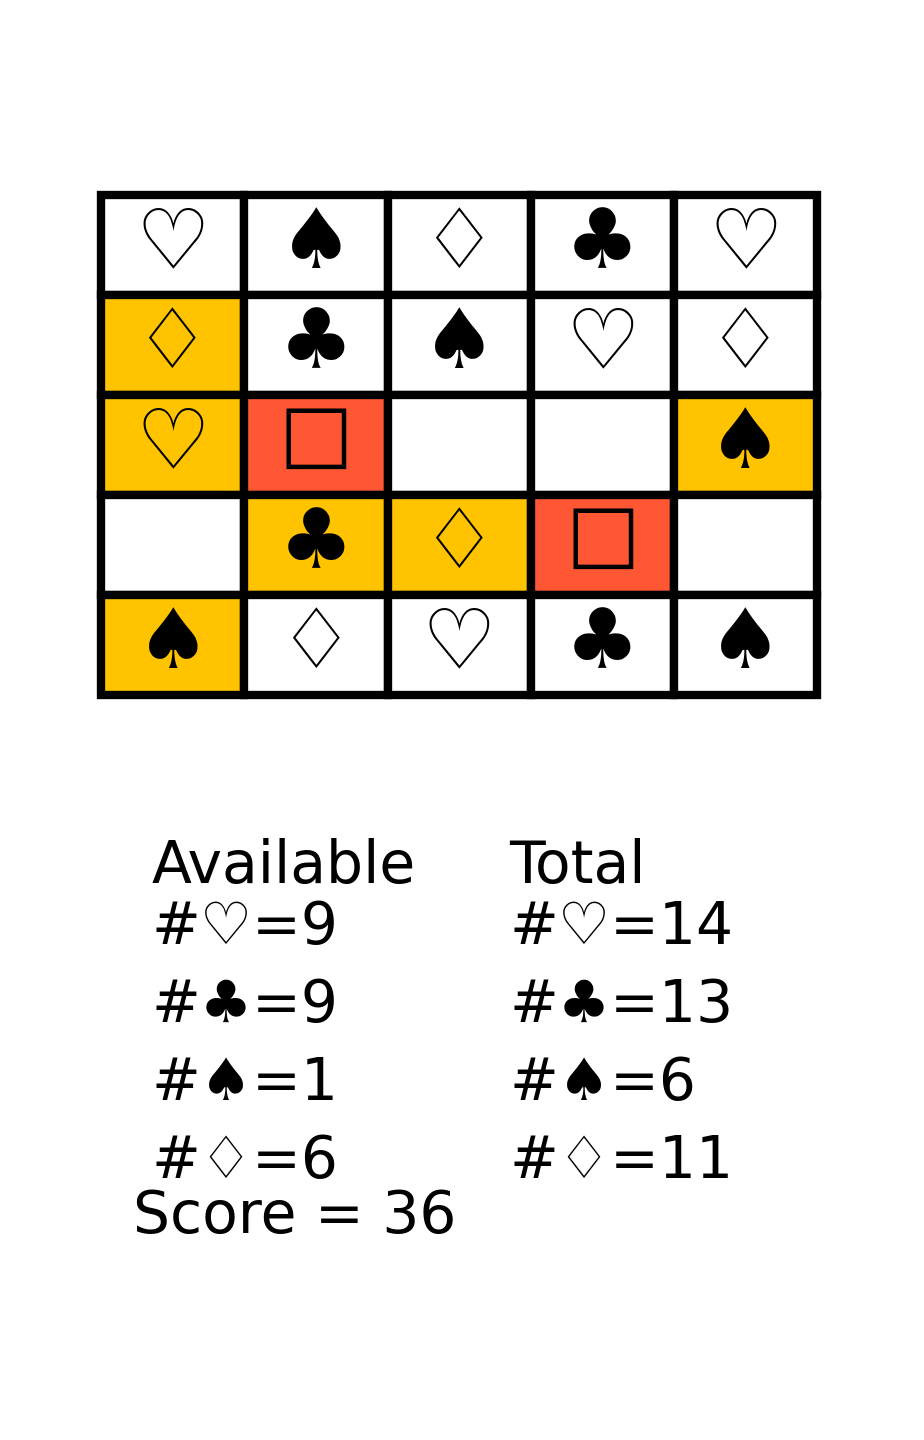 ♡ ♠ ♢ ♣ ♡
♢ ♣ ♠ ♡ ♢
♡ □ ♠
♣ ♢ □
♠ ♢ ♡ ♣ ♠
Available Total
#♡=9 #♡=14
#♣=9 #♣=13
#♠=1 #♠=6
#♢=6 #♢=11
Score = 36